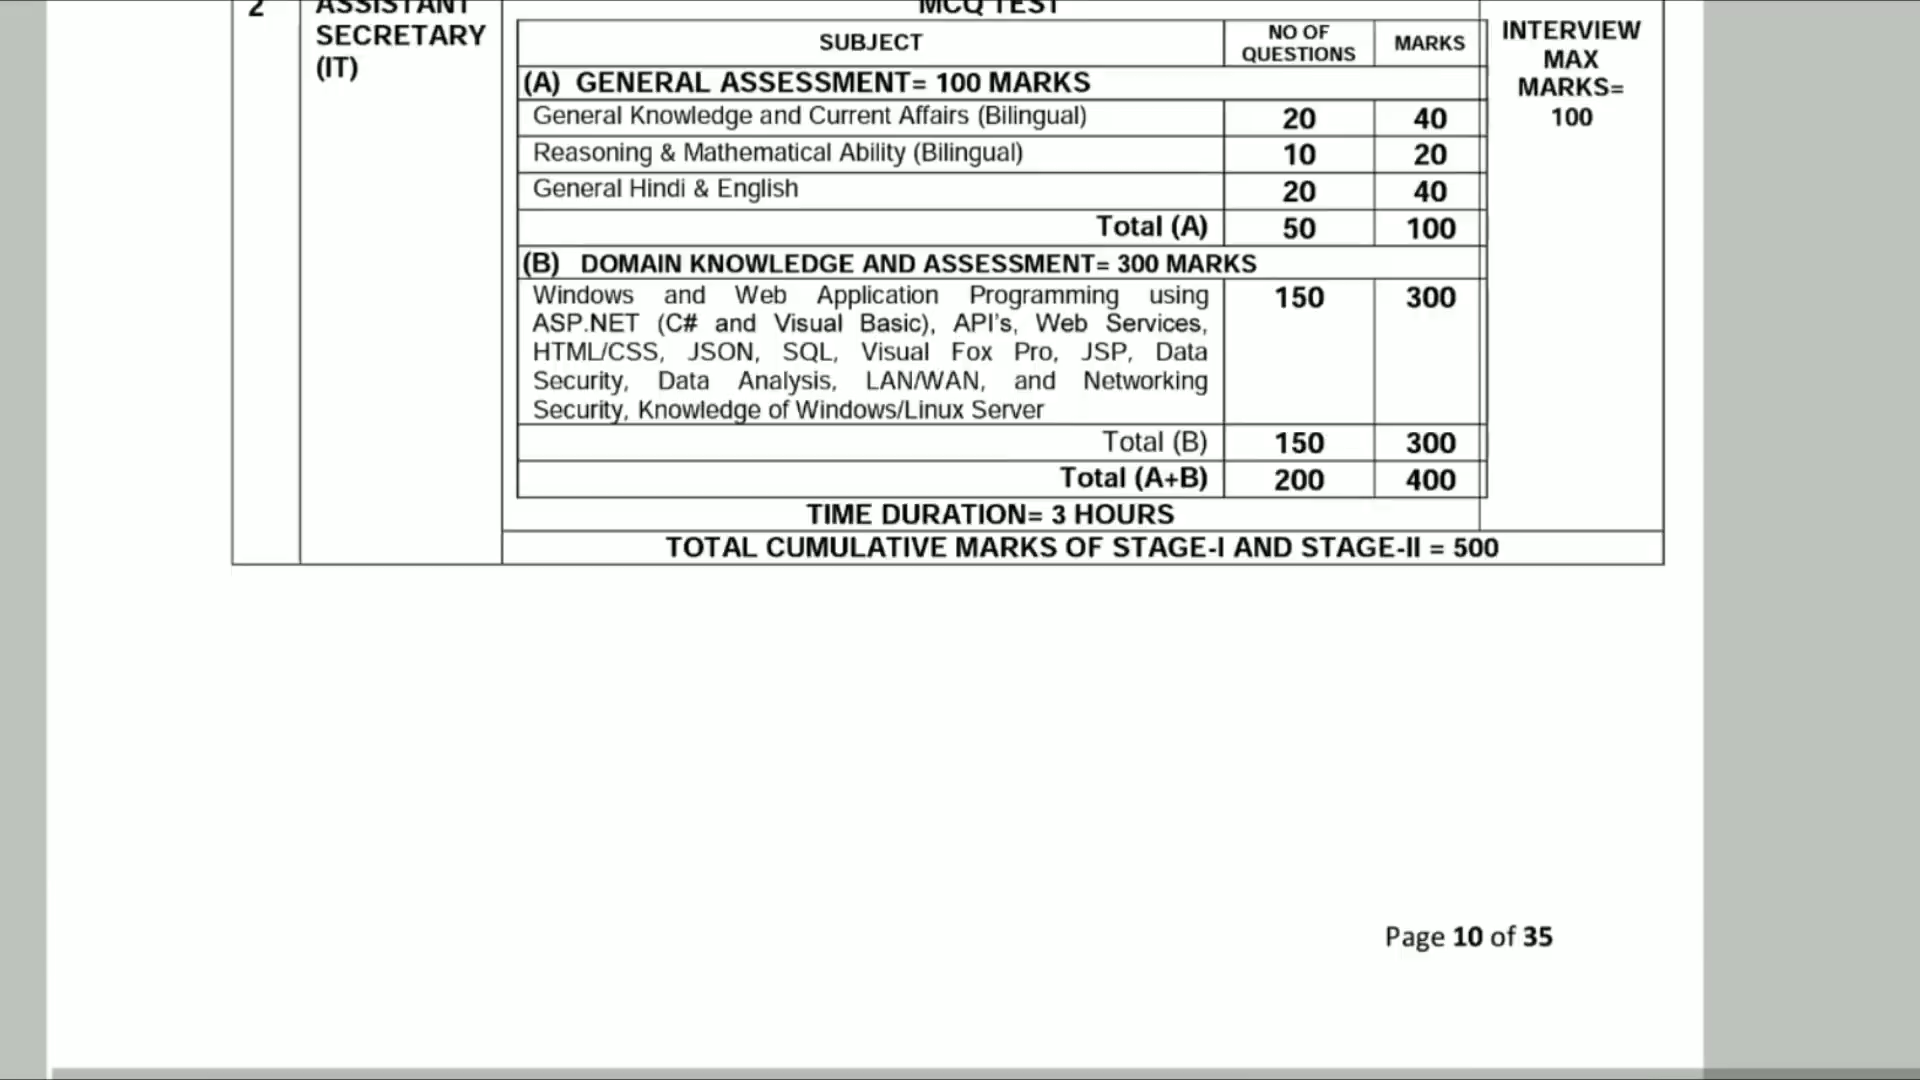 2
ASSISTANT
SECRETARY
(IT)
MCQ TEST
SUBJECT
NO OF
QUESTIONS
MARKS
INTERVIEW
MAX
MARKS=
100
(A) GENERAL ASSESSMENT= 100 MARKS
General Knowledge and Current Affairs (Bilingual) 20 40
Reasoning & Mathematical Ability (Bilingual) 10 20
General Hindi & English 20 40
Total (A) 50 100
(B) DOMAIN KNOWLEDGE AND ASSESSMENT= 300 MARKS
Windows and Web Application Programming using 150 300
ASP.NET (C# and Visual Basic), API's, Web Services,
HTML/CSS, JSON, SQL, Visual Fox Pro, JSP, Data
Security, Data Analysis, LAN/WAN, and Networking
Security, Knowledge of Windows/Linux Server
Total (B) 150 300
Total (A+B) 200 400
TIME DURATION= 3 HOURS
TOTAL CUMULATIVE MARKS OF STAGE-I AND STAGE-II = 500
Page 10 of 35